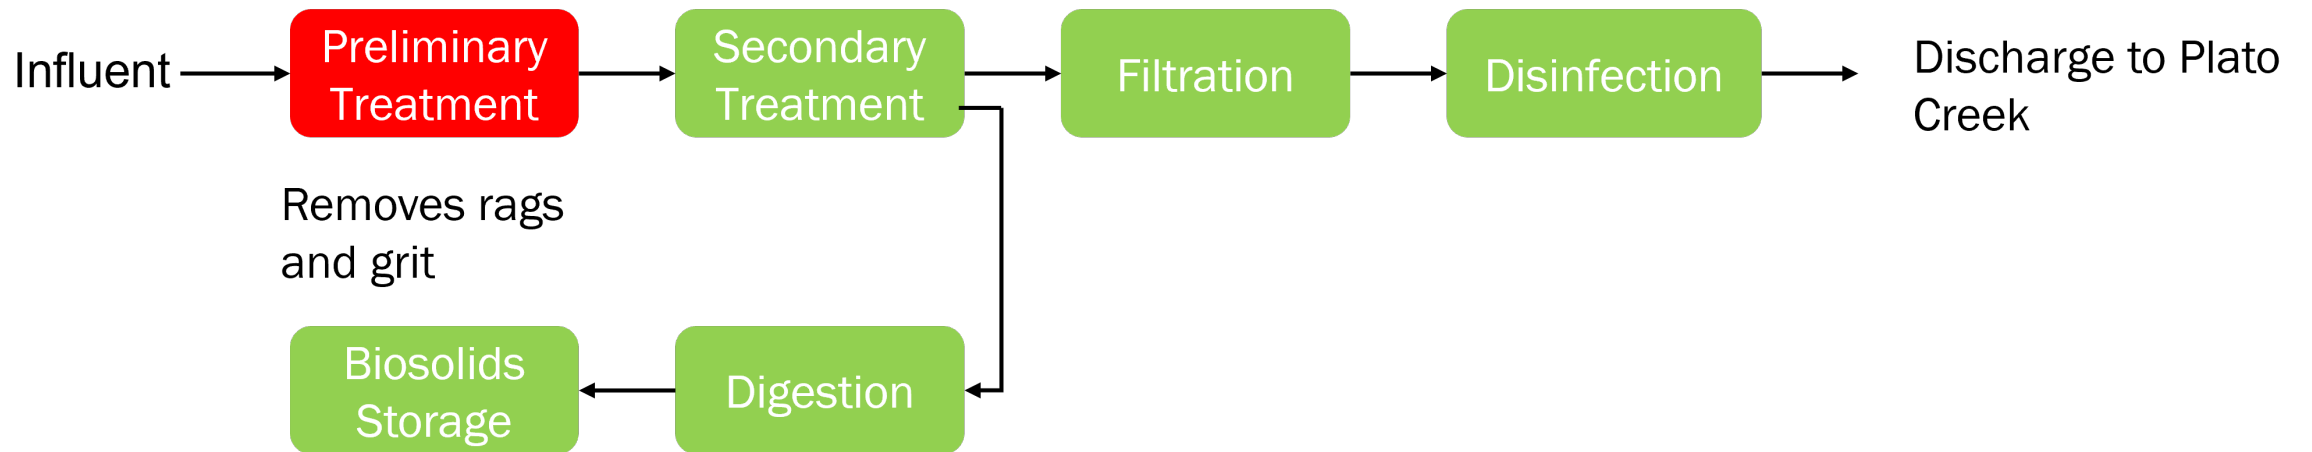 Influent
Preliminary
Treatment
Secondary
Treatment
Filtration
Disinfection
Discharge to Plato
Creek
Removes rags
and grit
Biosolids
Storage
Digestion